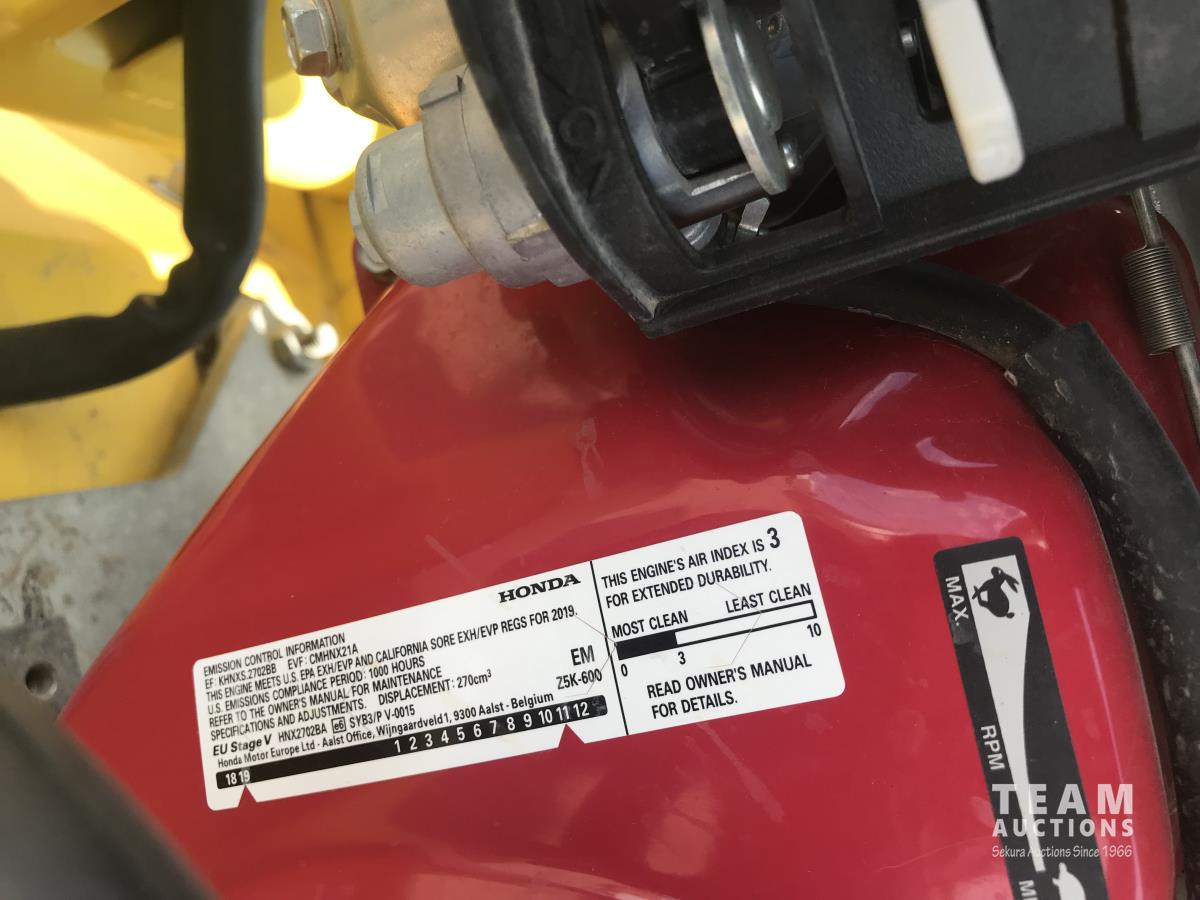 HONDA
EMISSION CONTROL INFORMATION
EF: KHNXS.2702BB EVF: CMHNX21A
THIS ENGINE MEETS U.S. EPA EXH/EVP AND CALIFORNIA SORE EXH/EVP REGS FOR 2019.
U.S. EMISSIONS COMPLIANCE PERIOD: 1000 HOURS
REFER TO THE OWNER'S MANUAL FOR MAINTENANCE
SPECIFICATIONS AND ADJUSTMENTS. DISPLACEMENT: 270cm³
EM
EU Stage V HNX2702BA e6 SYB3/P V-0015
Z5K-600
Honda Motor Europe Ltd - Aalst Office, Wijngaardveld 1, 9300 Aalst - Belgium
18 19 1 2 3 4 5 6 7 8 9 10 11 12
THIS ENGINE'S AIR INDEX IS 3
FOR EXTENDED DURABILITY.
MOST CLEAN LEAST CLEAN
0 3 10
READ OWNER'S MANUAL
FOR DETAILS.
MAX.
RPM
TEAM
AUCTIONS
Sekura Auctions Since 1966